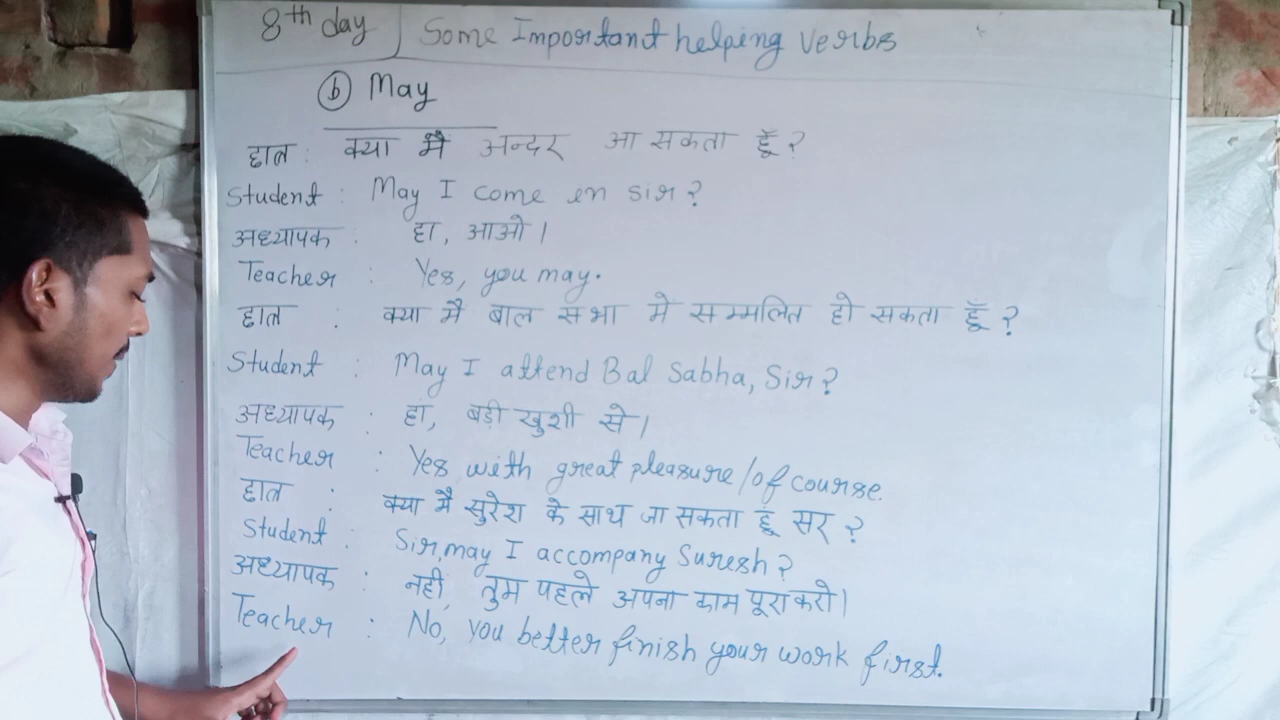 8th day Some Important helping verbs
(b) May
छात्र : क्या मै अन्दर आ सकता हूँ ?
Student : May I come in sir ?
अध्यापक : हा, आओ ।
Teacher : Yes, you may.
छात्र : क्या मै बाल सभा मे सम्मलित हो सकता हूँ ?
Student : May I attend Bal Sabha, Sir ?
अध्यापक : हां, बड़ी खुशी से ।
Teacher : Yes with great pleasure / of course.
छात्र : क्या मै सुरेश के साथ जा सकता हूं सर ?
Student : Sir, may I accompany Suresh ?
अध्यापक : नही, तुम पहले अपना काम पूरा करो ।
Teacher : No, you better finish your work first.